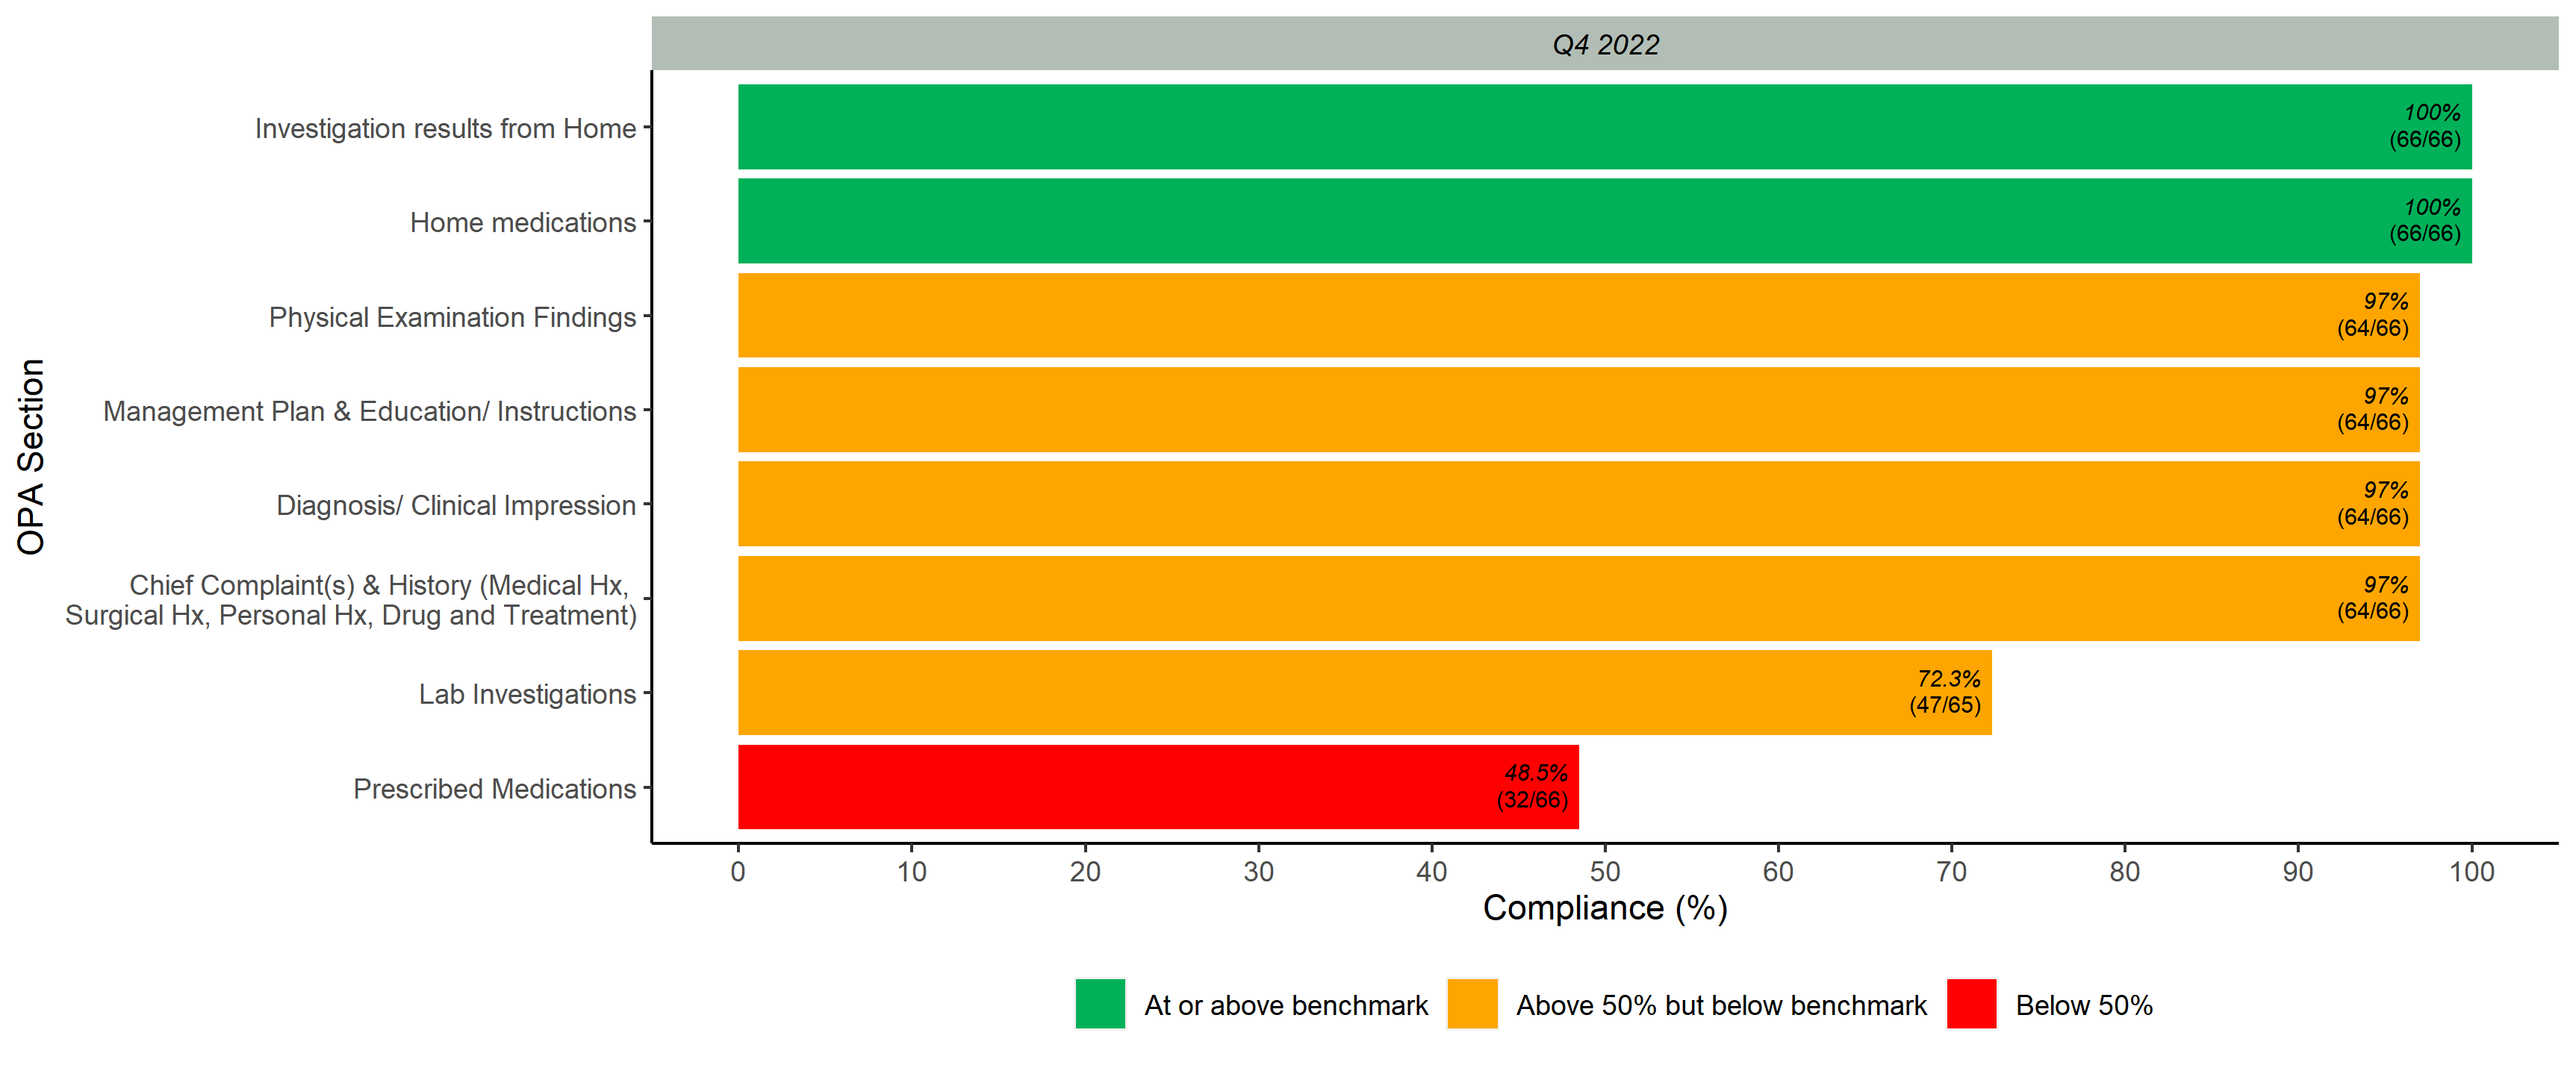 Q4 2022
OPA Section
Investigation results from Home
100%
(66/66)
Home medications
100%
(66/66)
Physical Examination Findings
97%
(64/66)
Management Plan & Education/ Instructions
97%
(64/66)
Diagnosis/ Clinical Impression
97%
(64/66)
Chief Complaint(s) & History (Medical Hx,
Surgical Hx, Personal Hx, Drug and Treatment)
97%
(64/66)
Lab Investigations
72.3%
(47/65)
Prescribed Medications
48.5%
(32/66)
0 10 20 30 40 50 60 70 80 90 100
Compliance (%)
At or above benchmark Above 50% but below benchmark Below 50%